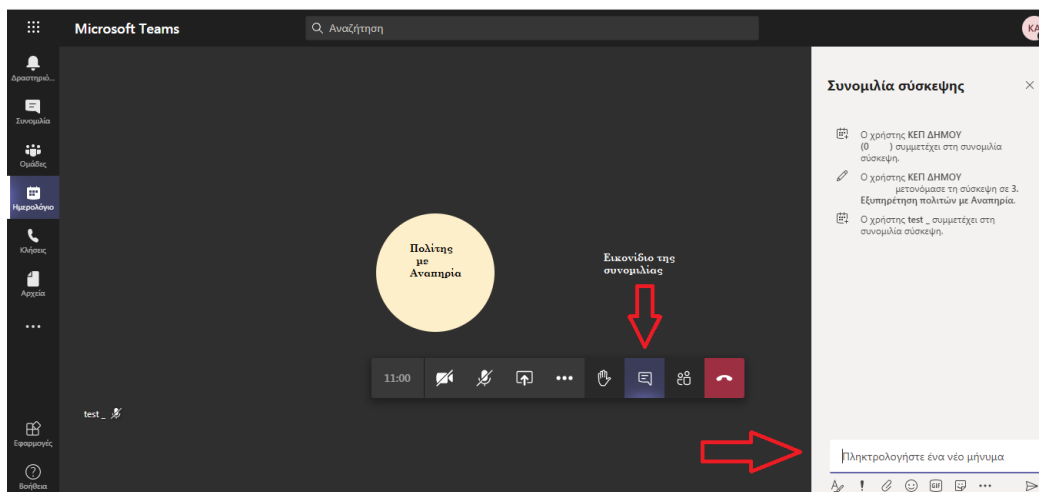 Microsoft Teams
Αναζήτηση
KA
Δραστηριό...
Συνομιλία
Ομάδες
Ημερολόγιο
Κλήσεις
Αρχεία
Εφαρμογές
Βοήθεια
Πολίτης
με
Αναπηρία
Εικονίδιο της
συνομιλίας
11:00
test _
Συνομιλία σύσκεψης
Ο χρήστης ΚΕΠ ΔΗΜΟΥ
(0 ) συμμετέχει στη συνομιλία
σύσκεψη.
Ο χρήστης ΚΕΠ ΔΗΜΟΥ
μετονόμασε τη σύσκεψη σε 3.
Εξυπηρέτηση πολιτών με Αναπηρία.
Ο χρήστης test _ συμμετέχει στη
συνομιλία σύσκεψη.
Πληκτρολογήστε ένα νέο μήνυμα
GIF